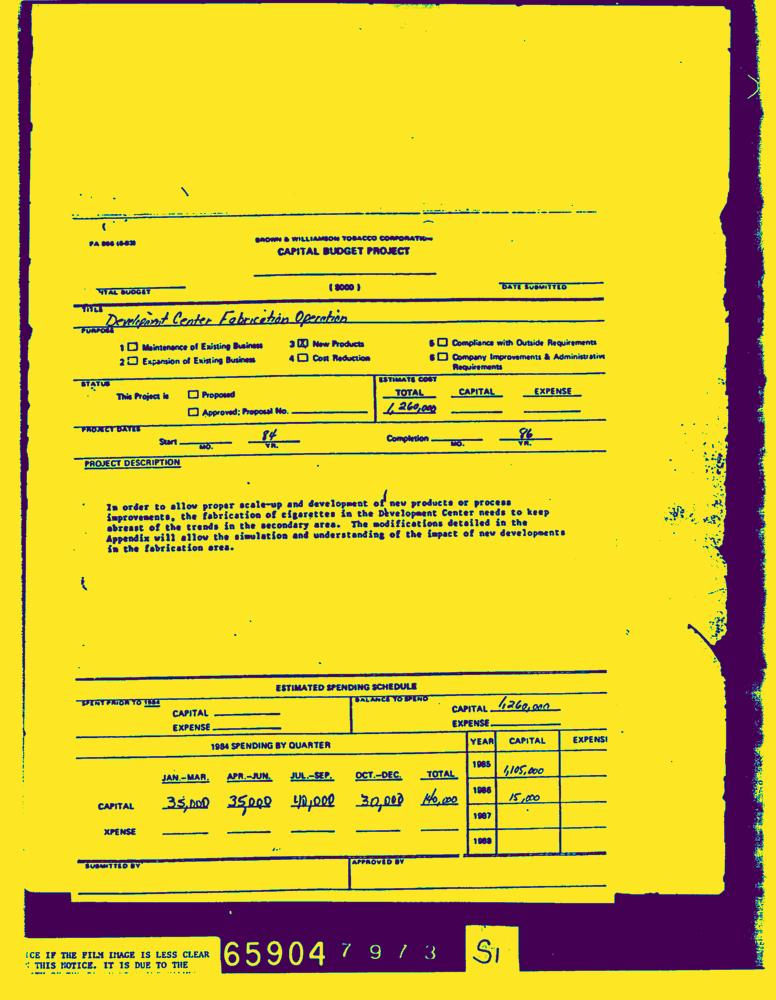 FA 866 (6-83)
BROWN & WILLIAMSON TOBACCO CORPORATION
CAPITAL BUDGET PROJECT
BUDGET
($000)
DATE SUBMITTED
TITLE
Development Center Fabrication Operation
PURPOSE
1 ☐ Maintenance of Existing Business 3 ☒ New Products 5 ☐ Compliance with Outside Requirements
2 ☐ Expansion of Existing Business 4 ☐ Cost Reduction 6 ☐ Company Improvements & Administrative
Requirements
STATUS
ESTIMATE COST
This Project is ☐ Proposed
TOTAL CAPITAL EXPENSE
☐ Approved; Proposal No.
1,260,000
PROJECT DATES
Start 84 Completion 86
MO. YR. MO. YR.
PROJECT DESCRIPTION
In order to allow proper scale-up and development of new products or process
improvements, the fabrication of cigarettes in the Development Center needs to keep
abreast of the trends in the secondary area. The modifications detailed in the
Appendix will allow the simulation and understanding of the impact of new developments
in the fabrication area.
ESTIMATED SPENDING SCHEDULE
SPENT PRIOR TO 1984
BALANCE TO SPEND
CAPITAL CAPITAL 1,260,000
EXPENSE EXPENSE
1984 SPENDING BY QUARTER
YEAR CAPITAL EXPENS
1985 1,105,000
JAN.-MAR. APR.-JUN. JUL.-SEP. OCT.-DEC. TOTAL
1986 15,000
CAPITAL 35,000 35,000 40,000 30,000 140,000
1987
XPENSE
1988
SUBMITTED BY
APPROVED BY
ICE IF THE FILM IMAGE IS LESS CLEAR
THIS NOTICE, IT IS DUE TO THE
65904 7973 S1